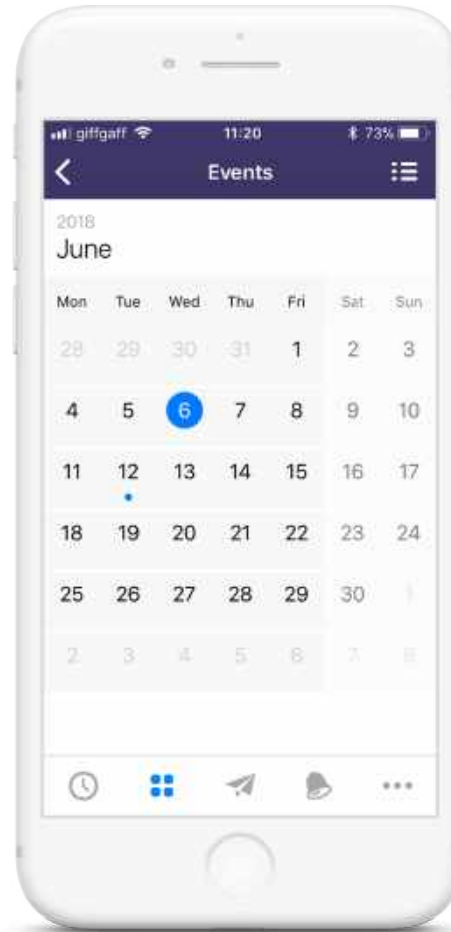 giffgaff 11:20 73%
Events
2018
June
Mon Tue Wed Thu Fri Sat Sun
28 29 30 31 1 2 3
4 5 6 7 8 9 10
11 12 13 14 15 16 17
18 19 20 21 22 23 24
25 26 27 28 29 30 1
2 3 4 5 6 7 8